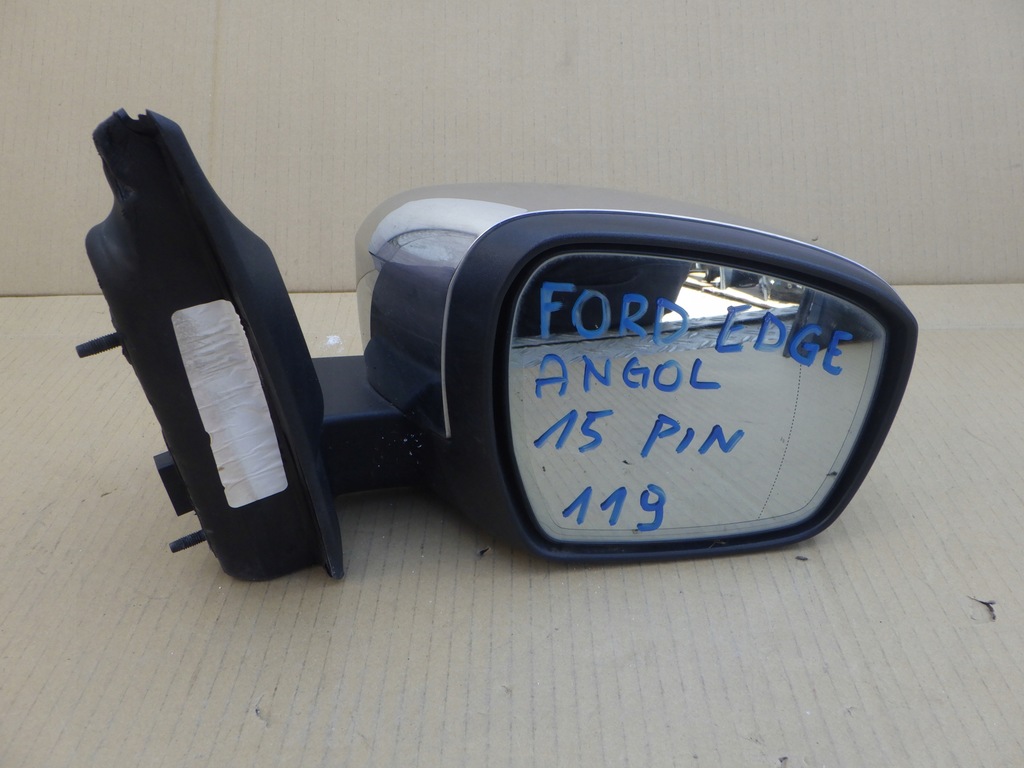 FORD EDGE
ANGOL
15 PIN
119